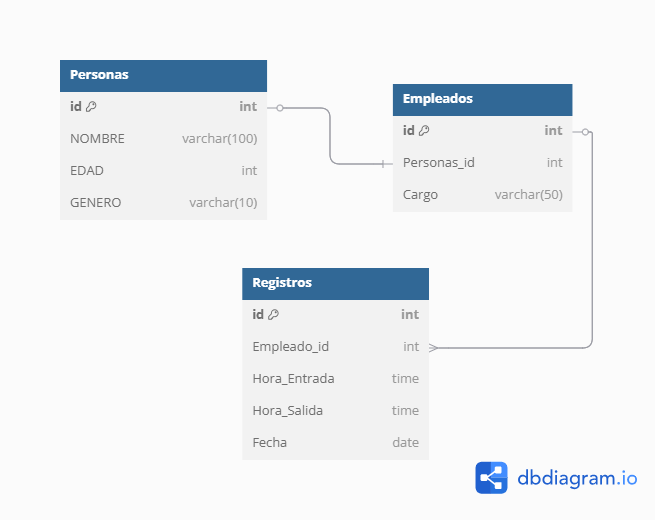 Personas
id int
NOMBRE varchar(100)
EDAD int
GENERO varchar(10)
Empleados
id int
Personas_id int
Cargo varchar(50)
Registros
id int
Empleado_id int
Hora_Entrada time
Hora_Salida time
Fecha date
dbdiagram.io